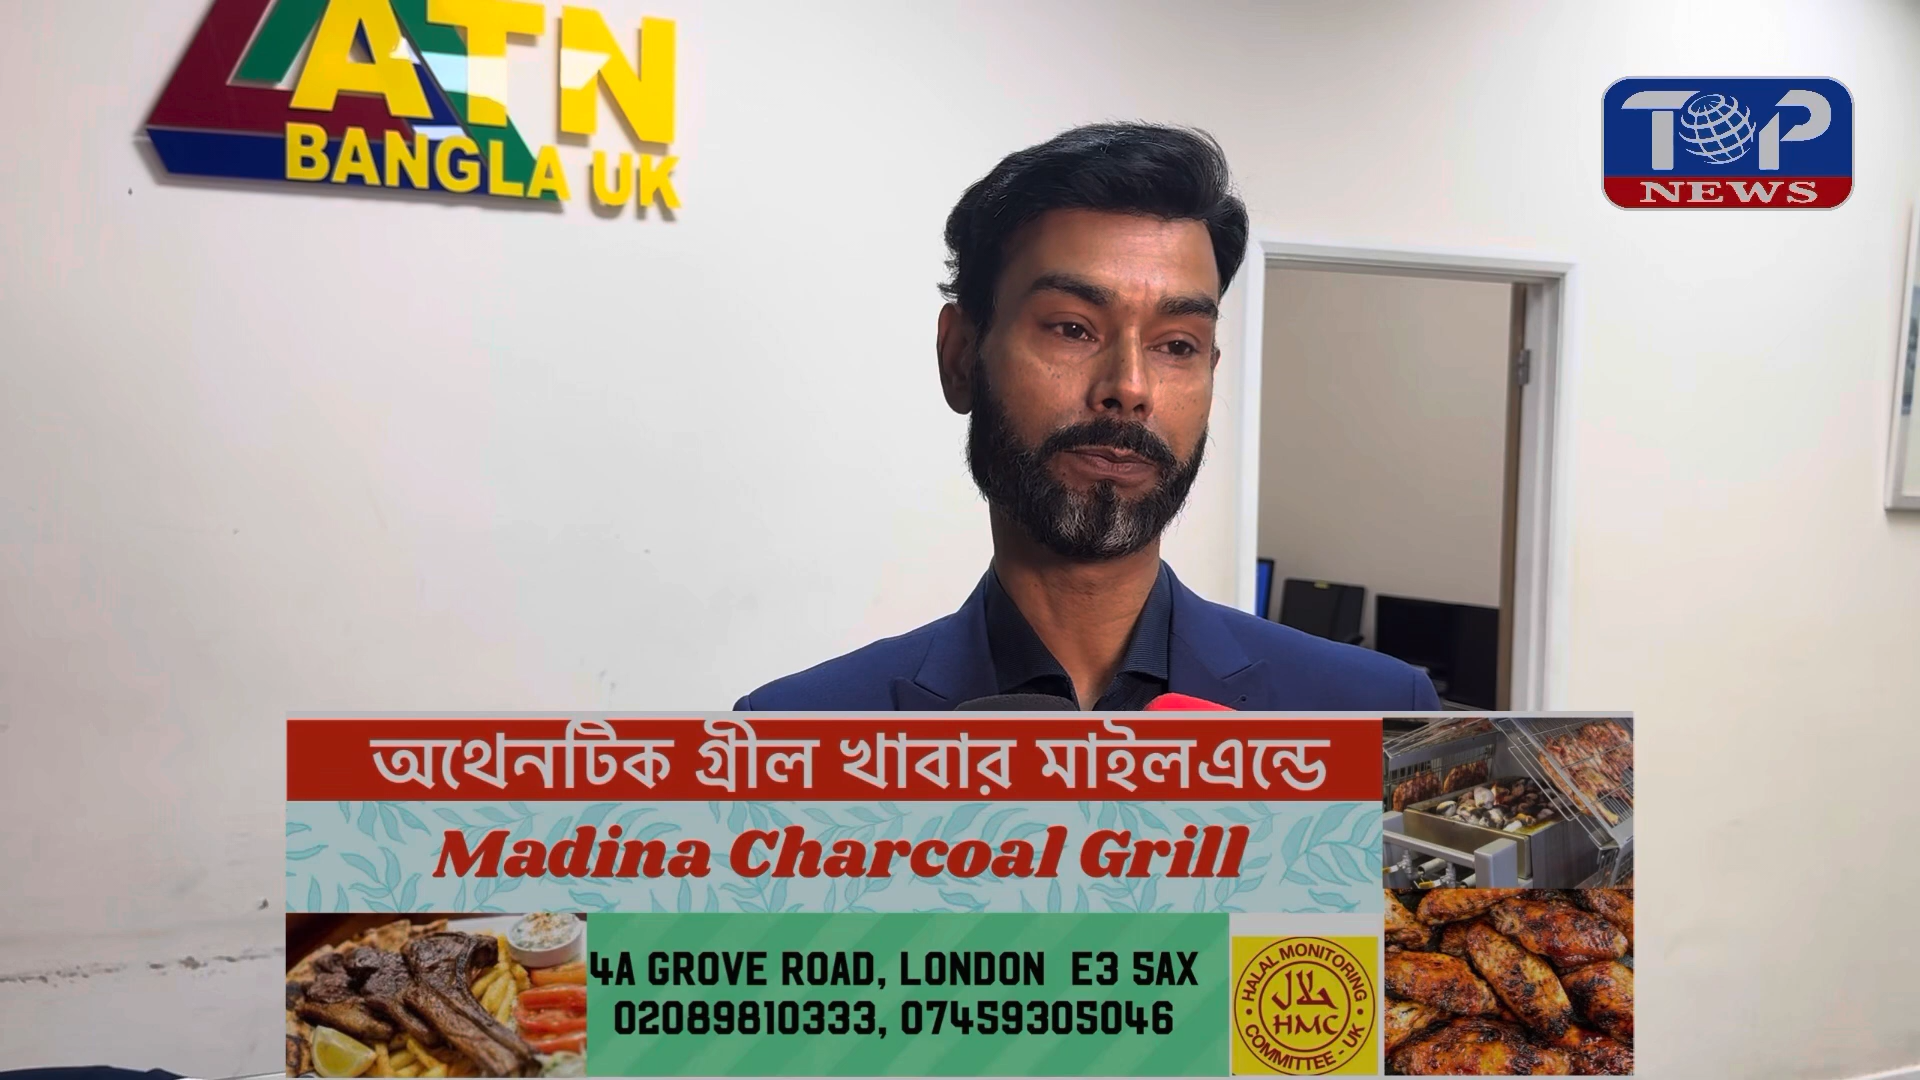 ATN
BANGLA UK
TOP
NEWS
অথেনটিক গ্রীল খাবার মাইলএন্ডে
Madina Charcoal Grill
4A GROVE ROAD, LONDON E3 5AX
02089810333, 07459305046
HALAL MONITORING
حلال
HMC
COMMITTEE - UK